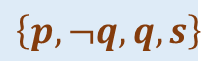 {p, ¬q, q, s}